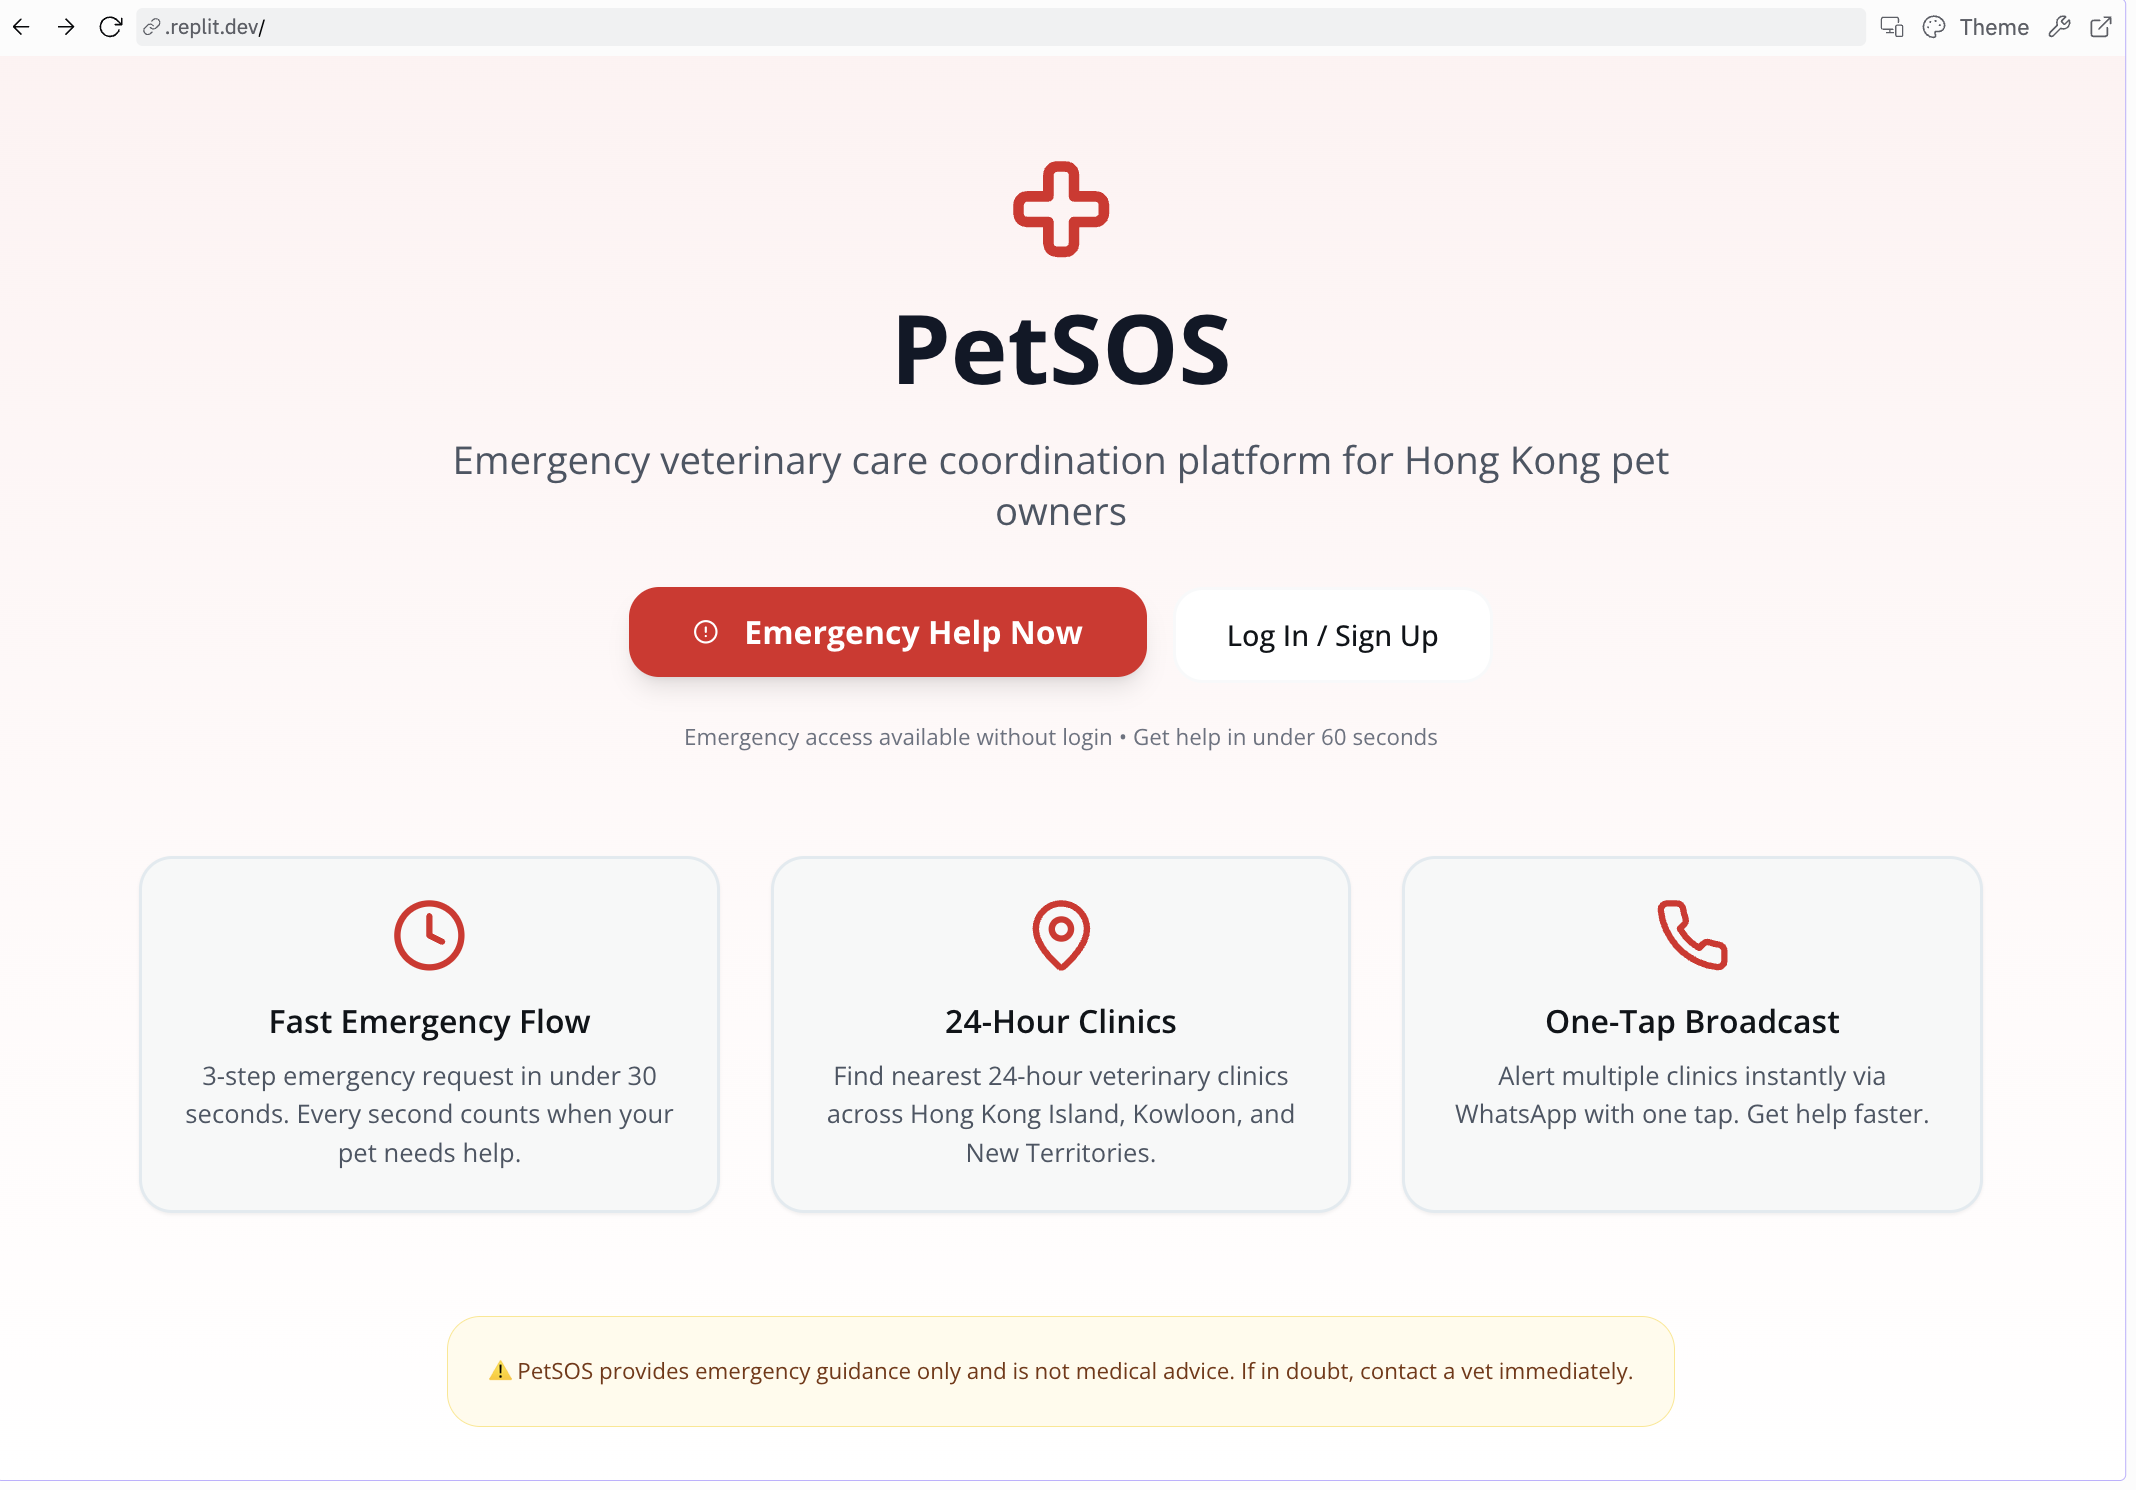 .replit.dev/
Theme
PetSOS
Emergency veterinary care coordination platform for Hong Kong pet
owners
Emergency Help Now
Log In / Sign Up
Emergency access available without login • Get help in under 60 seconds
Fast Emergency Flow
3-step emergency request in under 30
seconds. Every second counts when your
pet needs help.
24-Hour Clinics
Find nearest 24-hour veterinary clinics
across Hong Kong Island, Kowloon, and
New Territories.
One-Tap Broadcast
Alert multiple clinics instantly via
WhatsApp with one tap. Get help faster.
⚠️ PetSOS provides emergency guidance only and is not medical advice. If in doubt, contact a vet immediately.